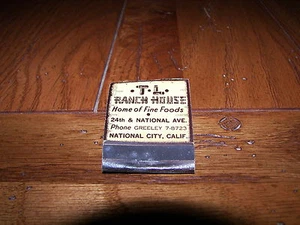 T.L.
RANCH HOUSE
Home of Fine Foods
24th & NATIONAL AVE.
Phone GREELEY 7-8723
NATIONAL CITY, CALIF.